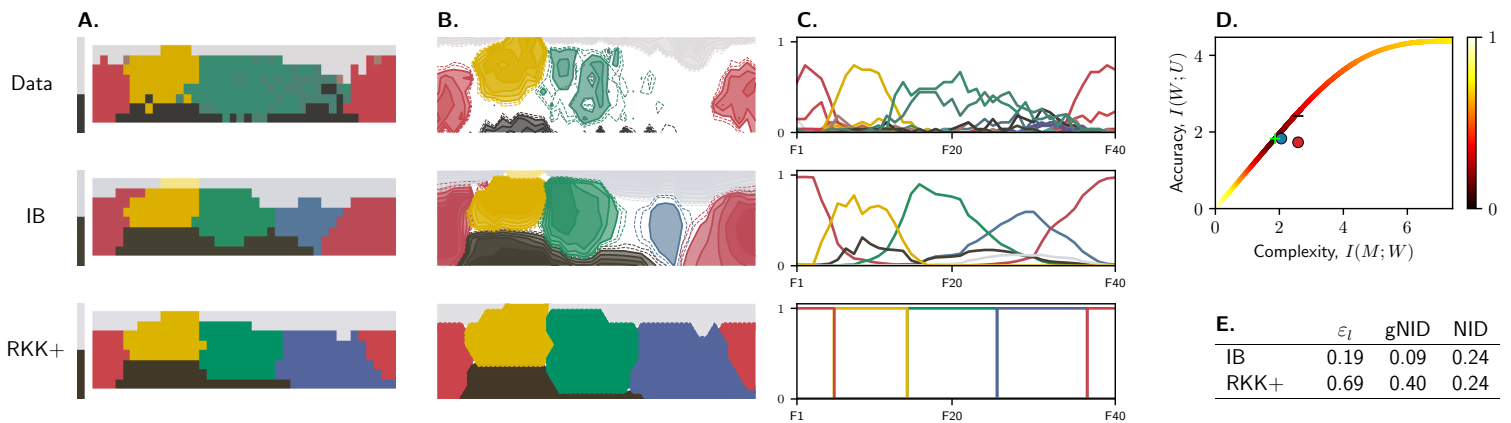 A.
B.
C.
D.
Data
IB
RKK+
1
0
F1
F20
F40
1
0
F1
F20
F40
1
0
F1
F20
F40
Accuracy, I(W;U)
4
2
0
0
2
4
6
Complexity, I(M;W)
1
0
E.
ε_l gNID NID
IB 0.19 0.09 0.24
RKK+ 0.69 0.40 0.24